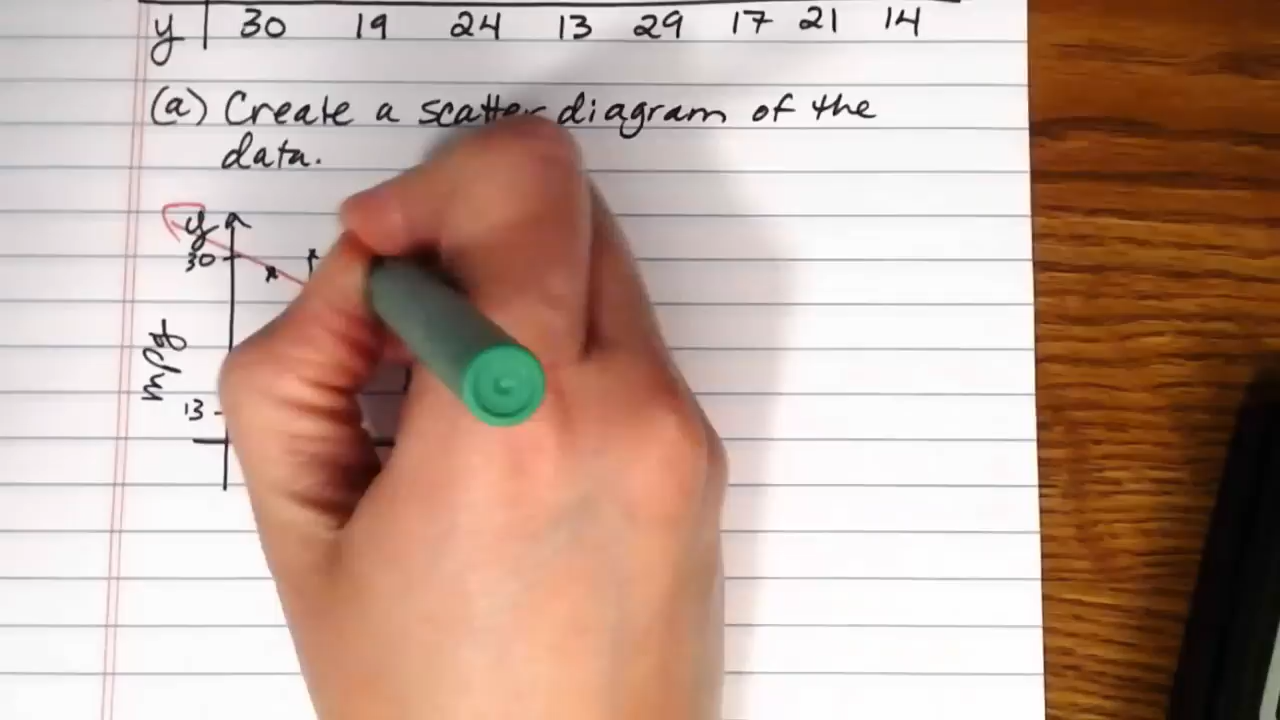 y 30 19 24 13 29 17 21 14
(a) Create a scatter diagram of the
data.
y
30
mpg
13